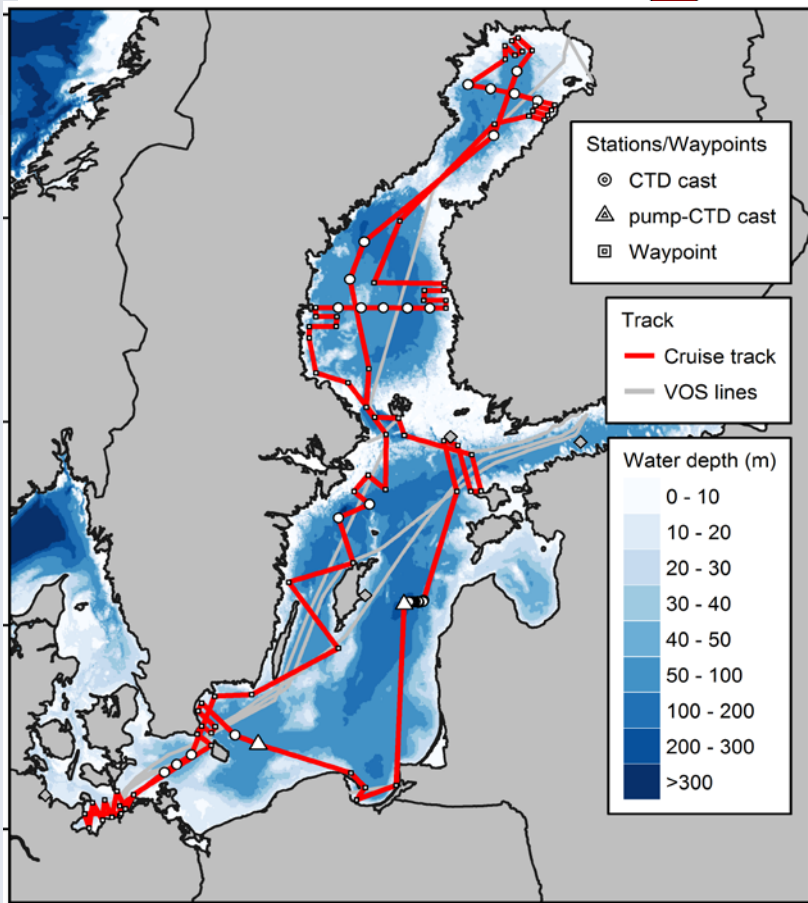 Stations/Waypoints
CTD cast
pump-CTD cast
Waypoint
Track
Cruise track
VOS lines
Water depth (m)
0 - 10
10 - 20
20 - 30
30 - 40
40 - 50
50 - 100
100 - 200
200 - 300
>300